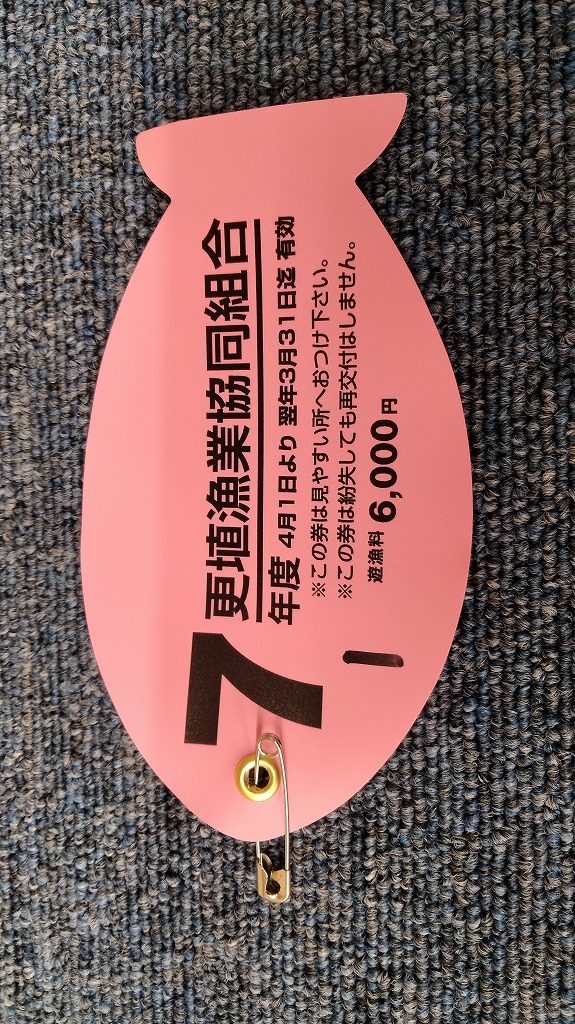 7
更埴漁業協同組合
年度 4月1日より 翌年3月31日迄 有効
※この券は見やすい所へおつけ下さい。
※この券は紛失しても再交付はしません。
遊漁料 6,000円